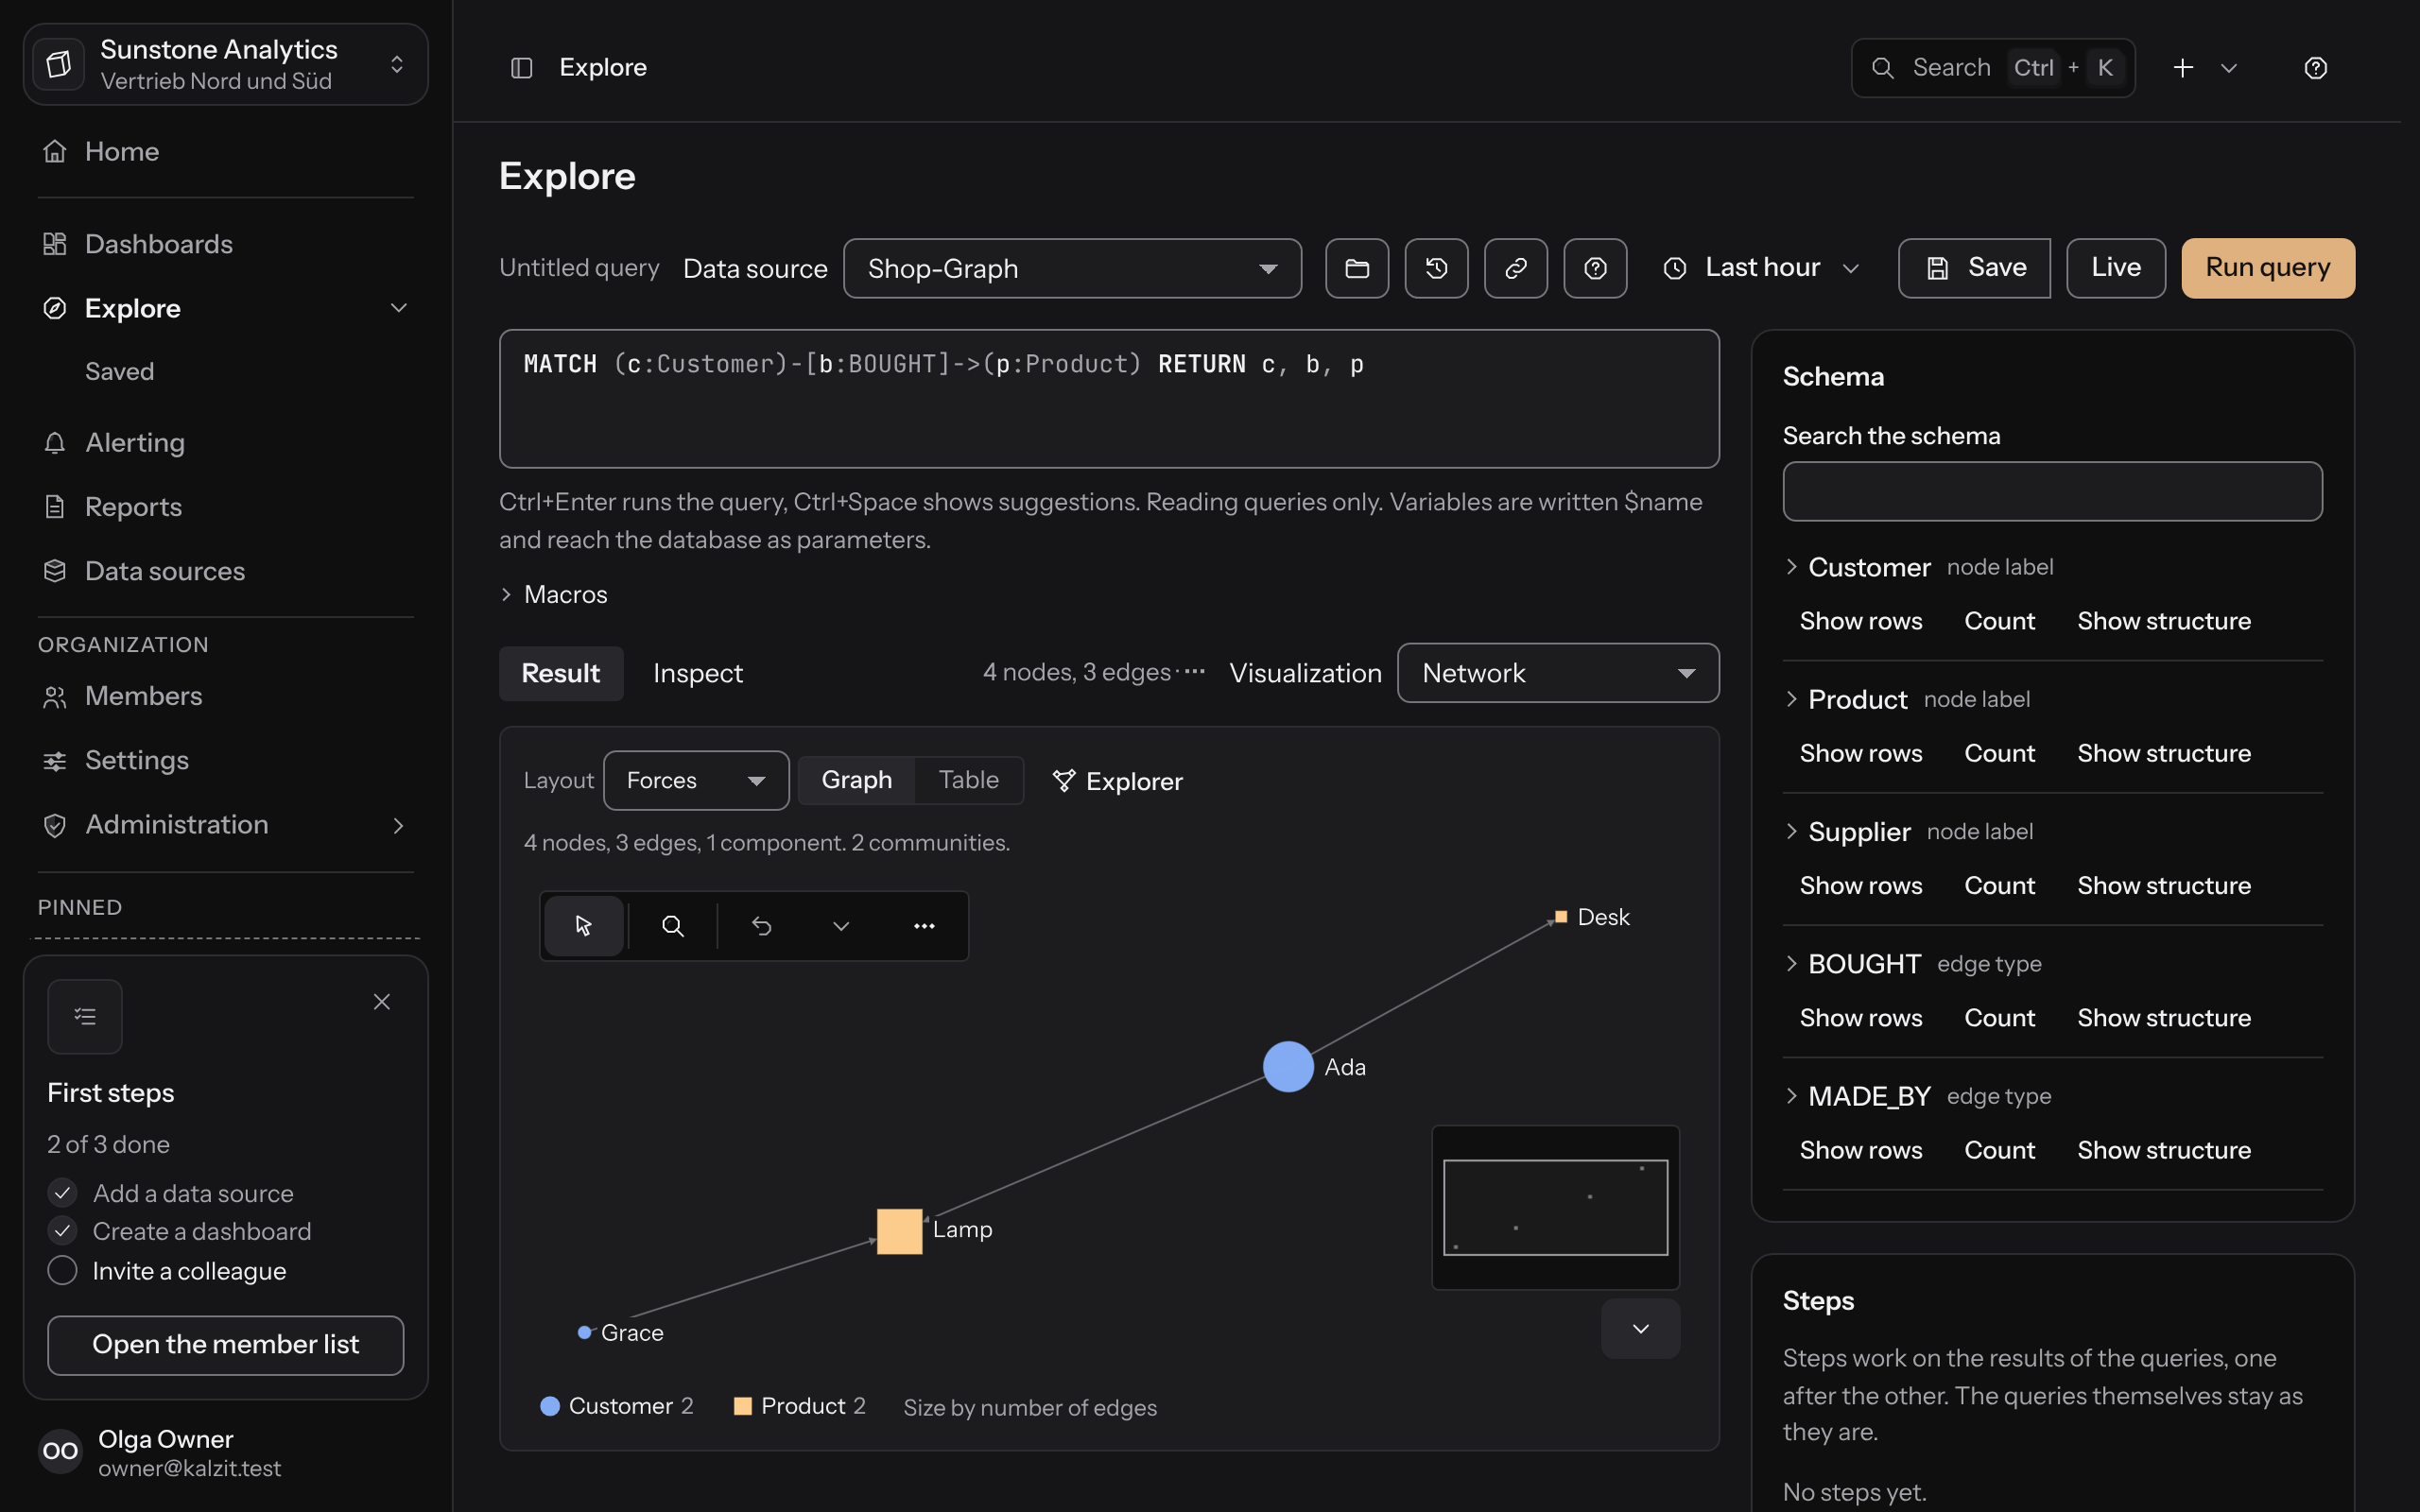 Sunstone Analytics
Vertrieb Nord und Süd
Home
Dashboards
Explore
Saved
Alerting
Reports
Data sources
ORGANIZATION
Members
Settings
Administration
PINNED
First steps
2 of 3 done
Add a data source
Create a dashboard
Invite a colleague
Open the member list
OO
Olga Owner
owner@kalzit.test
Explore
Search Ctrl + K
Explore
Untitled query Data source Shop-Graph Last hour Save Live Run query
MATCH (c:Customer)-[b:BOUGHT]->(p:Product) RETURN c, b, p
Ctrl+Enter runs the query, Ctrl+Space shows suggestions. Reading queries only. Variables are written $name
and reach the database as parameters.
Macros
Result Inspect 4 nodes, 3 edges · ··· Visualization Network
Layout Forces Graph Table Explorer
4 nodes, 3 edges, 1 component. 2 communities.
Desk
Ada
Lamp
Grace
Customer 2 Product 2 Size by number of edges
Schema
Search the schema
Customer node label
Show rows Count Show structure
Product node label
Show rows Count Show structure
Supplier node label
Show rows Count Show structure
BOUGHT edge type
Show rows Count Show structure
MADE_BY edge type
Show rows Count Show structure
Steps
Steps work on the results of the queries, one
after the other. The queries themselves stay as
they are.
No steps yet.